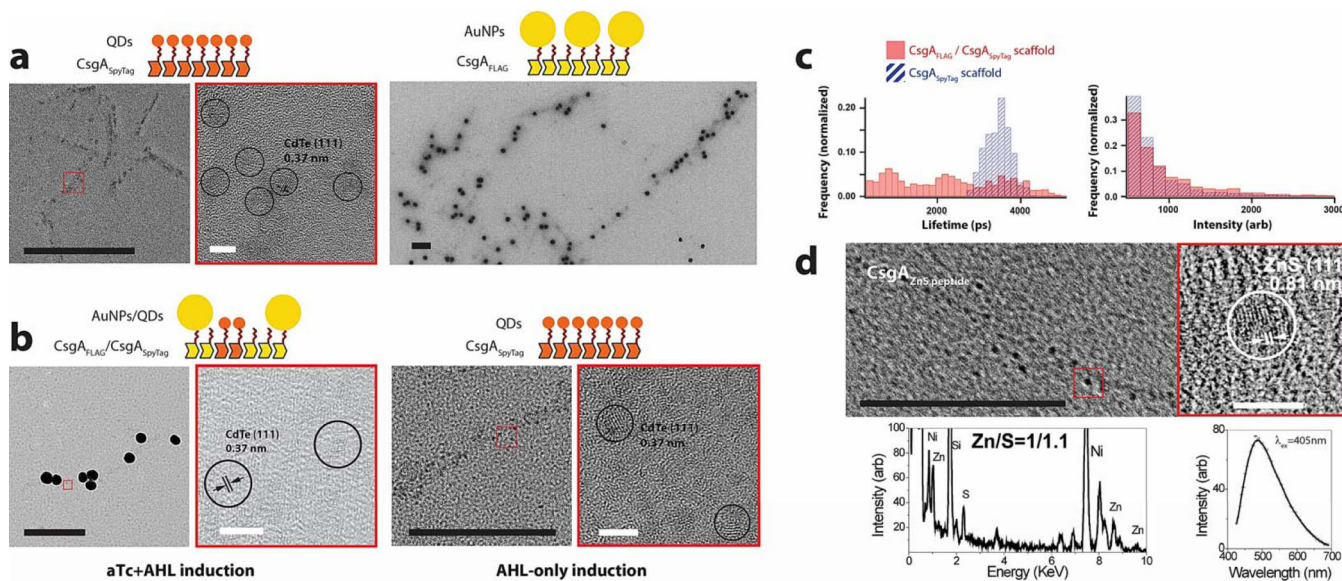 a
QDs
CsgA SpyTag
AuNPs
CsgA FLAG
CdTe (111)
0.37 nm
b
AuNPs/QDs
CsgA FLAG/CsgA SpyTag
QDs
CsgA SpyTag
CdTe (111)
0.37 nm
CdTe (111)
0.37 nm
aTc+AHL induction
AHL-only induction
c
CsgA FLAG / CsgA SpyTag scaffold
CsgA SpyTag scaffold
Frequency (normalized)
0.20
0.10
0.00
2000
4000
Lifetime (ps)
Frequency (normalized)
0.3
0.2
0.1
0.0
1000
2000
3000
Intensity (arb)
d
CsgA ZnS peptide
ZnS (111)
0.81 nm
Intensity (arb)
100
80
60
40
20
Ni
Zn
Si
S
Zn/S=1/1.1
Ni
Zn
Zn
0
2
4
6
8
10
Energy (KeV)
Intensity (arb)
80
40
0
λex=405nm
400
500
600
700
Wavelength (nm)